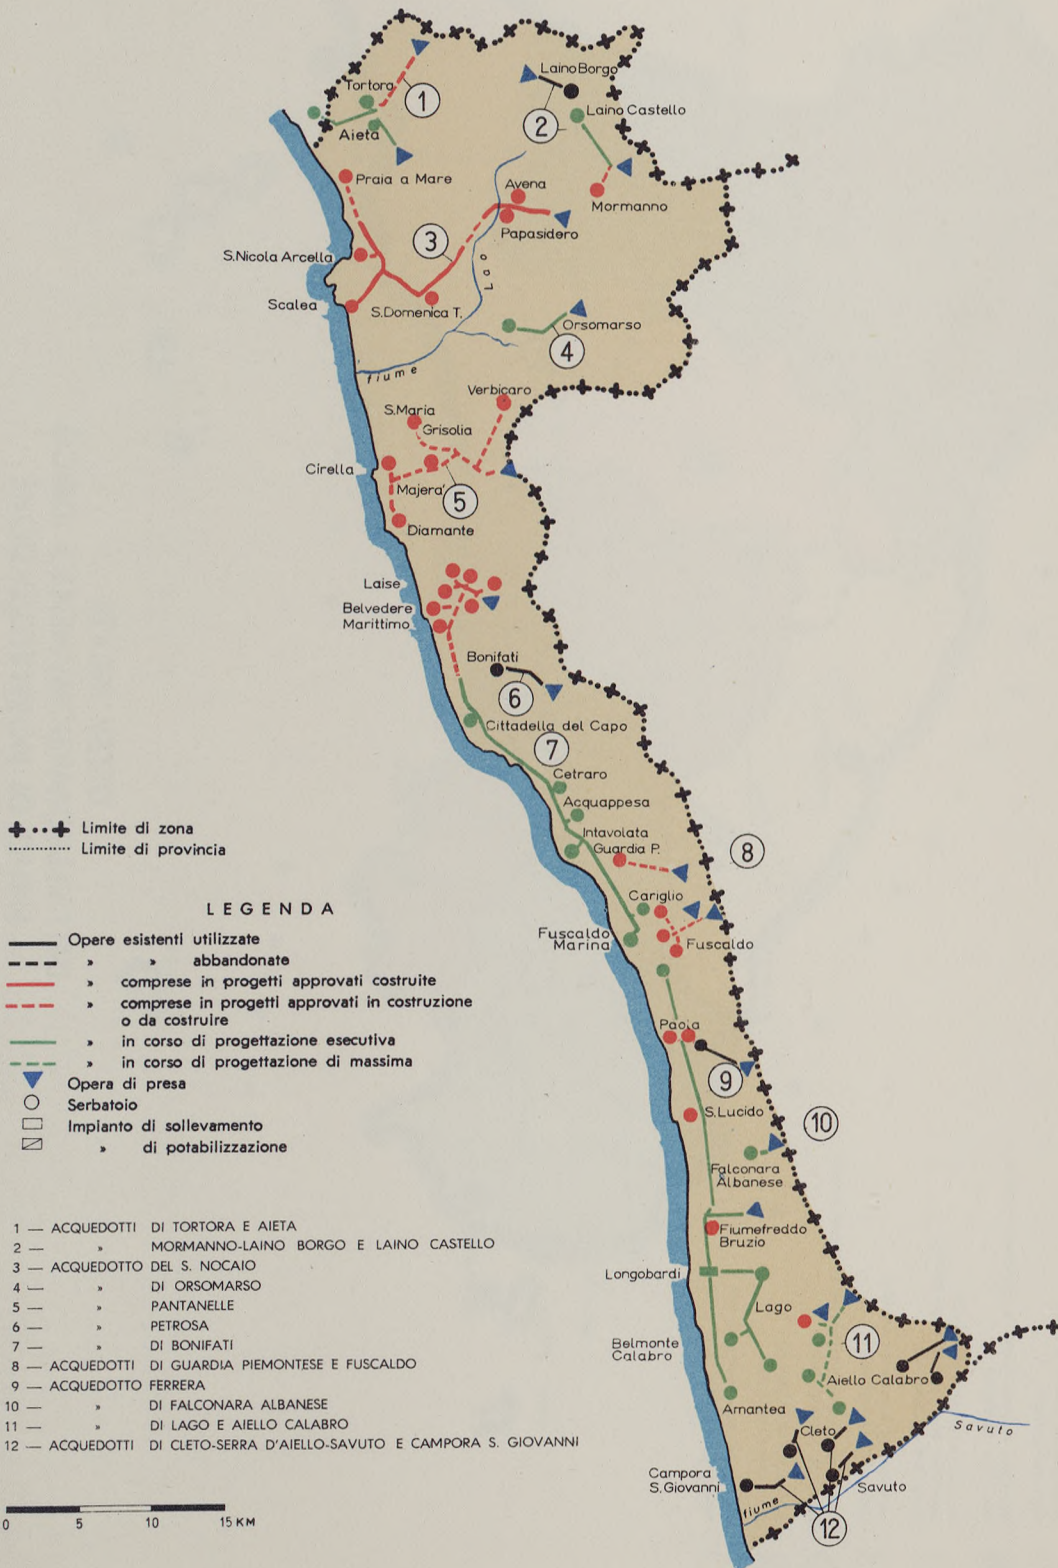 Tortora
1
Laino Borgo
2
Laino Castello
Aieta
Praia a Mare
Avena
Mormanno
Papasidero
3
S.Nicola Arcella
Lao
Scalea
S.Domenica T.
Orsomarso
4
fiume
Verbicaro
S.Maria
Grisolia
Cirella
Majera'
5
Diamante
Laise
Belvedere
Marittimo
Bonifati
6
Cittadella del Capo
7
Cetraro
Acquappesa
Intavolata
Guardia P.
8
Cariglio
Fuscaldo
Marina
Fuscaldo
Paola
9
S.Lucido
10
Falconara
Albanese
Fiumefreddo
Bruzio
Longobardi
Lago
11
Belmonte
Calabro
Aiello Calabro
Amantea
Cleto
Savuto
Campora
S.Giovanni
Savuto
fiume
12
Limite di zona
Limite di provincia
LEGENDA
Opere esistenti utilizzate
» » abbandonate
» comprese in progetti approvati costruite
» comprese in progetti approvati in costruzione
o da costruire
» in corso di progettazione esecutiva
» in corso di progettazione di massima
Opera di presa
Serbatoio
Impianto di sollevamento
» di potabilizzazione
1 — ACQUEDOTTI DI TORTORA E AIETA
2 — » MORMANNO-LAINO BORGO E LAINO CASTELLO
3 — ACQUEDOTTO DEL S. NOCAIO
4 — » DI ORSOMARSO
5 — » PANTANELLE
6 — » PETROSA
7 — » DI BONIFATI
8 — ACQUEDOTTI DI GUARDIA PIEMONTESE E FUSCALDO
9 — ACQUEDOTTO FERRERA
10 — » DI FALCONARA ALBANESE
11 — » DI LAGO E AIELLO CALABRO
12 — ACQUEDOTTI DI CLETO-SERRA D'AIELLO-SAVUTO E CAMPORA S. GIOVANNI
0 5 10 15 KM